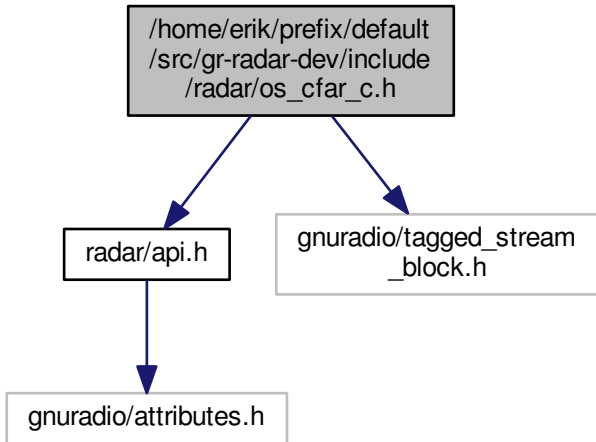 /home/erik/prefix/default
/src/gr-radar-dev/include
/radar/os_cfar_c.h
radar/api.h
gnuradio/tagged_stream
_block.h
gnuradio/attributes.h